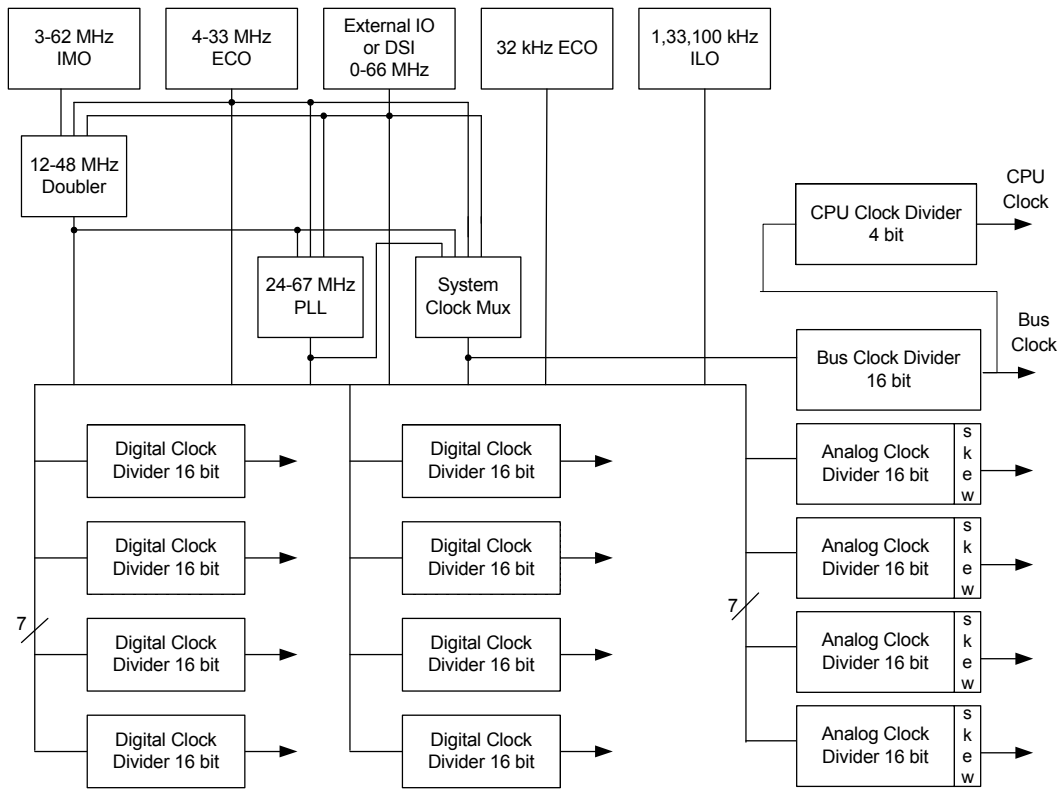 3-62 MHz
IMO
4-33 MHz
ECO
External IO
or DSI
0-66 MHz
32 kHz ECO
1,33,100 kHz
ILO
12-48 MHz
Doubler
24-67 MHz
PLL
System
Clock Mux
CPU Clock Divider
4 bit
CPU
Clock
Bus Clock Divider
16 bit
Bus
Clock
Digital Clock
Divider 16 bit
Digital Clock
Divider 16 bit
Analog Clock
Divider 16 bit
s
k
e
w
Digital Clock
Divider 16 bit
Digital Clock
Divider 16 bit
Analog Clock
Divider 16 bit
s
k
e
w
7
7
Digital Clock
Divider 16 bit
Digital Clock
Divider 16 bit
Analog Clock
Divider 16 bit
s
k
e
w
Digital Clock
Divider 16 bit
Digital Clock
Divider 16 bit
Analog Clock
Divider 16 bit
s
k
e
w